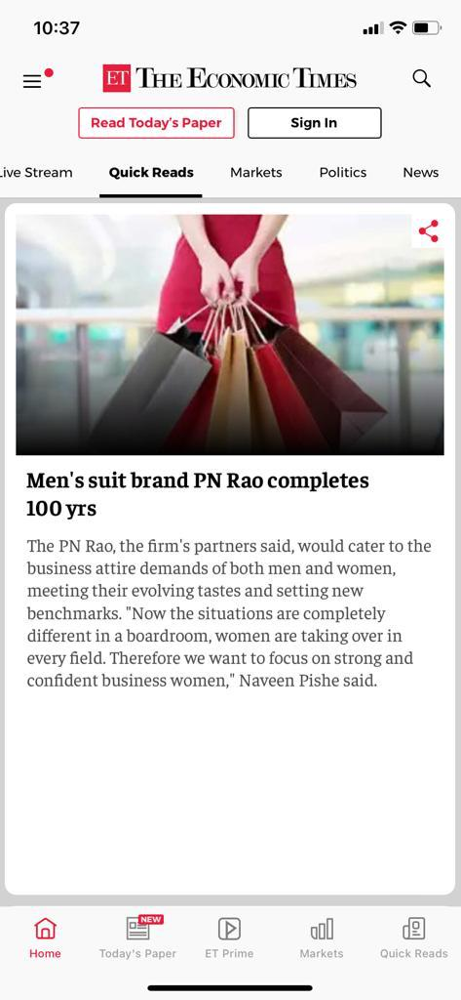 10:37
ET THE ECONOMIC TIMES
Read Today's Paper
Sign In
Live Stream Quick Reads Markets Politics News
Men's suit brand PN Rao completes
100 yrs
The PN Rao, the firm's partners said, would cater to the
business attire demands of both men and women,
meeting their evolving tastes and setting new
benchmarks. "Now the situations are completely
different in a boardroom, women are taking over in
every field. Therefore we want to focus on strong and
confident business women," Naveen Pishe said.
NEW
Home Today's Paper ET Prime Markets Quick Reads